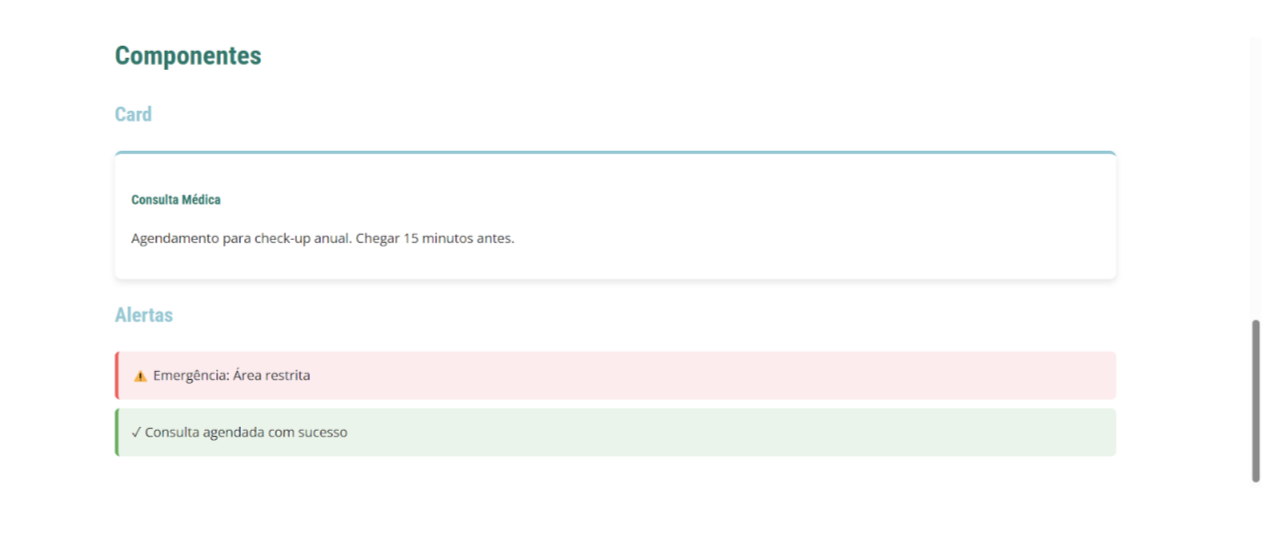 Componentes
Card
Consulta Médica
Agendamento para check-up anual. Chegar 15 minutos antes.
Alertas
⚠ Emergência: Área restrita
✓ Consulta agendada com sucesso